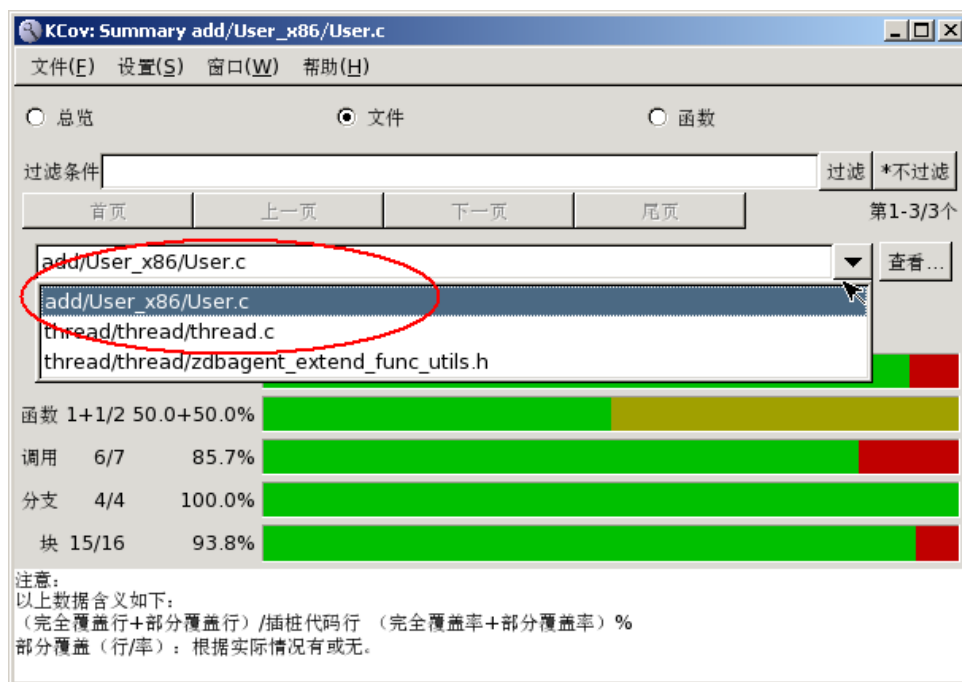 KCov: Summary add/User_x86/User.c
文件(F) 设置(S) 窗口(W) 帮助(H)
总览 文件 函数
过滤条件 过滤 *不过滤
首页 上一页 下一页 尾页 第1-3/3个
add/User_x86/User.c 查看...
add/User_x86/User.c
thread/thread/thread.c
thread/thread/zdbagent_extend_func_utils.h
函数 1+1/2 50.0+50.0%
调用 6/7 85.7%
分支 4/4 100.0%
块 15/16 93.8%
注意:
以上数据含义如下:
（完全覆盖行+部分覆盖行）/插桩代码行 （完全覆盖率+部分覆盖率）%
部分覆盖（行/率）: 根据实际情况有或无。